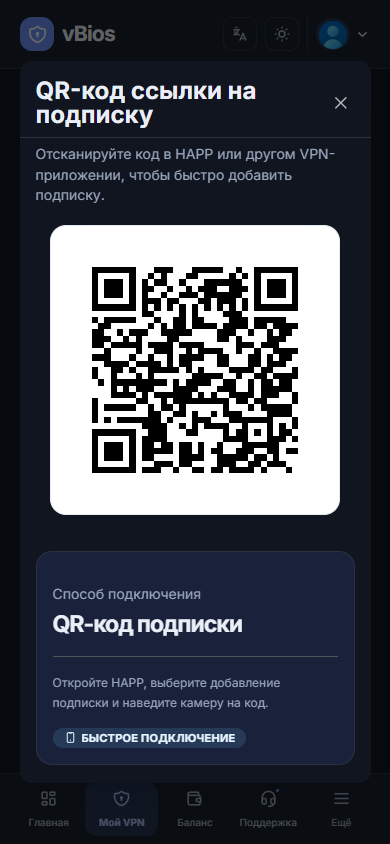 vBios
QR-код ссылки на
подписку
Отсканируйте код в HAPP или другом VPN-
приложении, чтобы быстро добавить
подписку.
Способ подключения
QR-код подписки
Откройте HAPP, выберите добавление
подписки и наведите камеру на код.
БЫСТРОЕ ПОДКЛЮЧЕНИЕ
Главная
Мой VPN
Баланс
Поддержка
Ещё